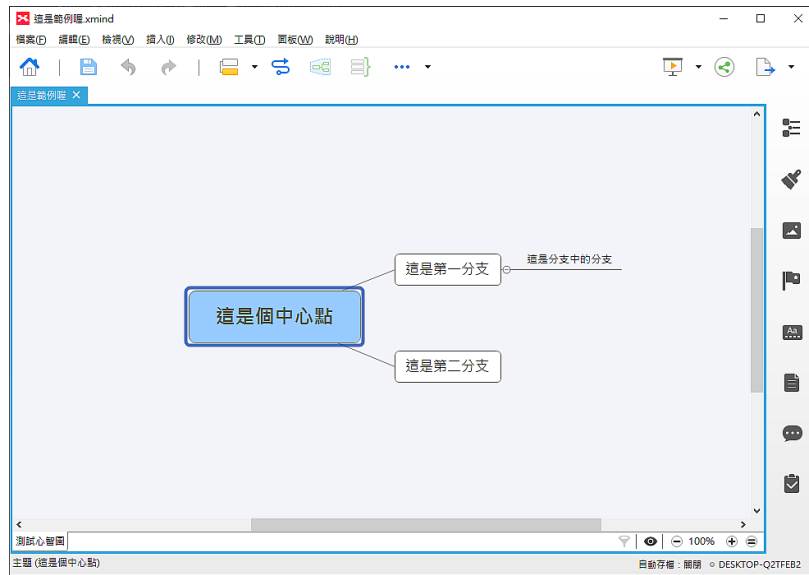 這是範例喔.xmind
檔案(F) 編輯(E) 檢視(V) 插入(I) 修改(M) 工具(T) 面板(W) 說明(H)
這是範例喔
這是第一分支
這是分支中的分支
這是個中心點
這是第二分支
Aa
測試心智圖
100%
主題 (這是個中心點)
自動存檔：關閉
DESKTOP-Q2TFEB2